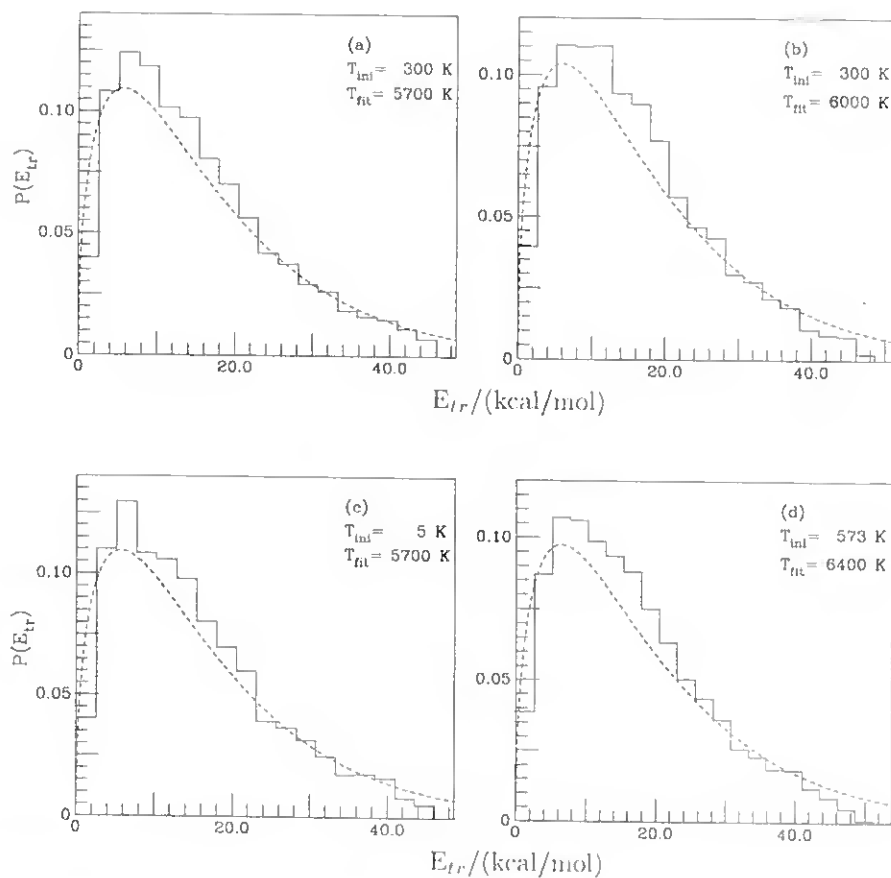 (a)
T_ini= 300 K
T_fit= 5700 K
0.10
0.05
0
P(E_tr)
20.0
40.0
0
(b)
T_ini= 300 K
T_fit= 6000 K
0.10
0.05
0
20.0
40.0
0
E_tr/(kcal/mol)
(c)
T_ini= 5 K
T_fit= 5700 K
0.10
0.05
0
P(E_tr)
0
20.0
40.0
(d)
T_ini= 573 K
T_fit= 6400 K
0.10
0.05
0
0
20.0
40.0
E_tr/(kcal/mol)